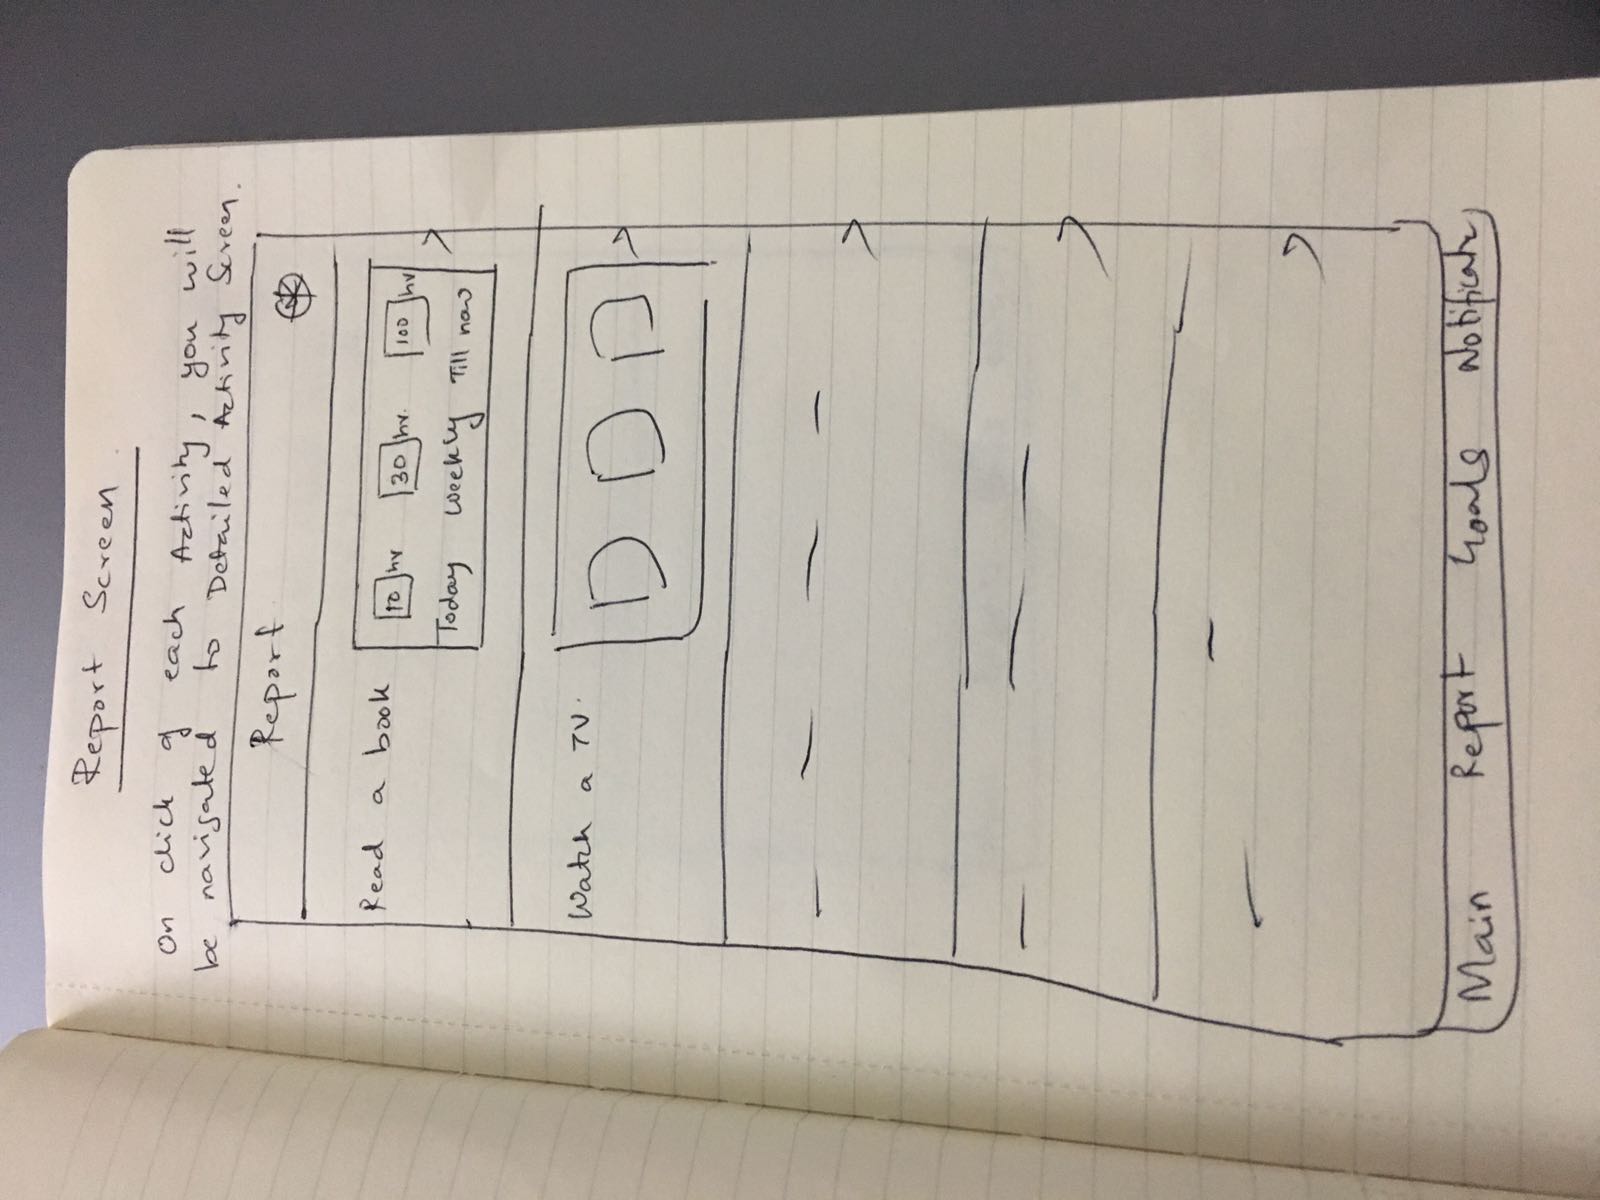 Report Screen
On click of each Activity, you will
be navigated to Detailed Activity Screen.
Report
Read a book
10 hr 30 hr. 100 hr
Today Weekly Till now
Watch a TV.
Main Report Goals Notificatn